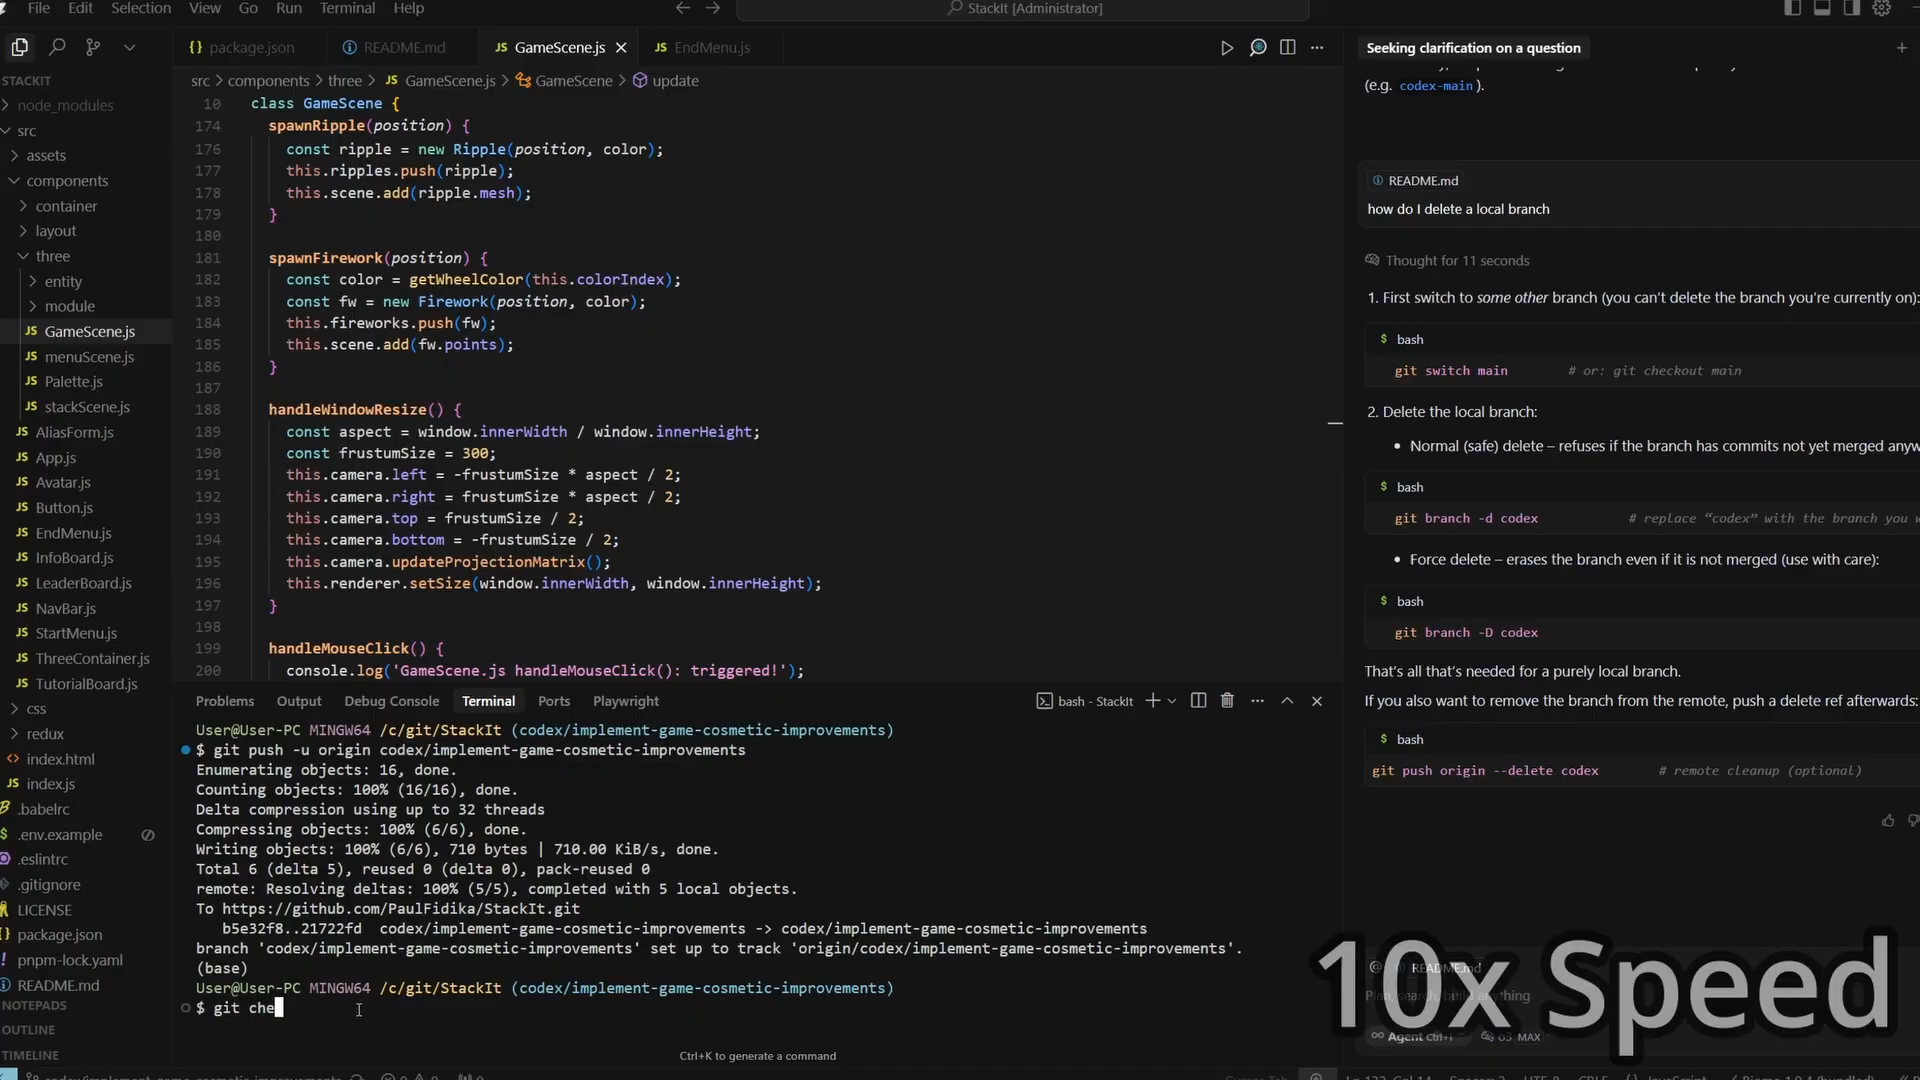 File Edit Selection View Go Run Terminal Help
StackIt [Administrator]
package.json
README.md
GameScene.js
EndMenu.js
STACKIT
node_modules
src
assets
components
container
layout
three
entity
module
GameScene.js
menuScene.js
Palette.js
stackScene.js
AliasForm.js
App.js
Avatar.js
Button.js
EndMenu.js
InfoBoard.js
LeaderBoard.js
NavBar.js
StartMenu.js
ThreeContainer.js
TutorialBoard.js
css
redux
index.html
index.js
.babelrc
.env.example
.eslintrc
.gitignore
LICENSE
package.json
pnpm-lock.yaml
README.md
NOTEPADS
OUTLINE
TIMELINE
src > components > three > JS GameScene.js > GameScene > update
10 class GameScene {
174 spawnRipple(position) {
176 const ripple = new Ripple(position, color);
177 this.ripples.push(ripple);
178 this.scene.add(ripple.mesh);
179 }
180
181 spawnFirework(position) {
182 const color = getWheelColor(this.colorIndex);
183 const fw = new Firework(position, color);
184 this.fireworks.push(fw);
185 this.scene.add(fw.points);
186 }
187
188 handleWindowResize() {
189 const aspect = window.innerWidth / window.innerHeight;
190 const frustumSize = 300;
191 this.camera.left = -frustumSize * aspect / 2;
192 this.camera.right = frustumSize * aspect / 2;
193 this.camera.top = frustumSize / 2;
194 this.camera.bottom = -frustumSize / 2;
195 this.camera.updateProjectionMatrix();
196 this.renderer.setSize(window.innerWidth, window.innerHeight);
197 }
198
199 handleMouseClick() {
200 console.log('GameScene.js handleMouseClick(): triggered!');
Problems Output Debug Console Terminal Ports Playwright
bash - StackIt
User@User-PC MINGW64 /c/git/StackIt (codex/implement-game-cosmetic-improvements)
$ git push -u origin codex/implement-game-cosmetic-improvements
Enumerating objects: 16, done.
Counting objects: 100% (16/16), done.
Delta compression using up to 32 threads
Compressing objects: 100% (6/6), done.
Writing objects: 100% (6/6), 710 bytes | 710.00 KiB/s, done.
Total 6 (delta 5), reused 0 (delta 0), pack-reused 0
remote: Resolving deltas: 100% (5/5), completed with 5 local objects.
To https://github.com/PaulFidika/StackIt.git
b5e32f8..21722fd codex/implement-game-cosmetic-improvements -> codex/implement-game-cosmetic-improvements
branch 'codex/implement-game-cosmetic-improvements' set up to track 'origin/codex/implement-game-cosmetic-improvements'.
(base)
User@User-PC MINGW64 /c/git/StackIt (codex/implement-game-cosmetic-improvements)
$ git che
Ctrl+K to generate a command
Seeking clarification on a question
(e.g. codex-main ).
README.md
how do I delete a local branch
Thought for 11 seconds
1. First switch to some other branch (you can't delete the branch you're currently on):
$ bash
git switch main # or: git checkout main
2. Delete the local branch:
• Normal (safe) delete – refuses if the branch has commits not yet merged
$ bash
git branch -d codex # replace “codex” with the branch you
• Force delete – erases the branch even if it is not merged (use with care):
$ bash
git branch -D codex
That's all that's needed for a purely local branch.
If you also want to remove the branch from the remote, push a delete ref afterwards:
$ bash
git push origin --delete codex # remote cleanup (optional)
README.md
Plan, search, build anything
Agent Ctrl+I
o3 MAX
10x Speed